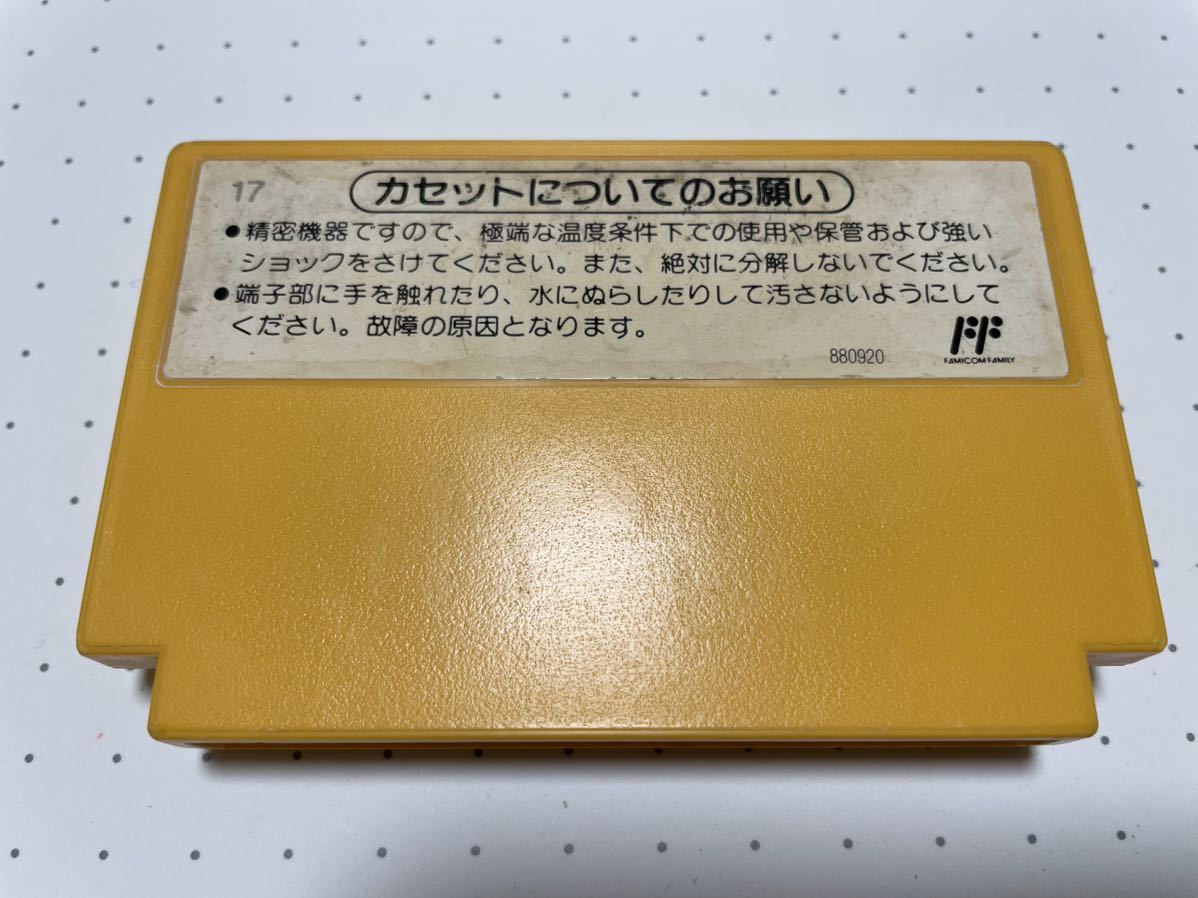 17
カセットについてのお願い
●精密機器ですので、極端な温度条件下での使用や保管および強い
ショックをさけてください。また、絶対に分解しないでください。
●端子部に手を触れたり、水にぬらしたりして汚さないようにして
ください。故障の原因となります。
880920
FF
FAMICOM FAMILY